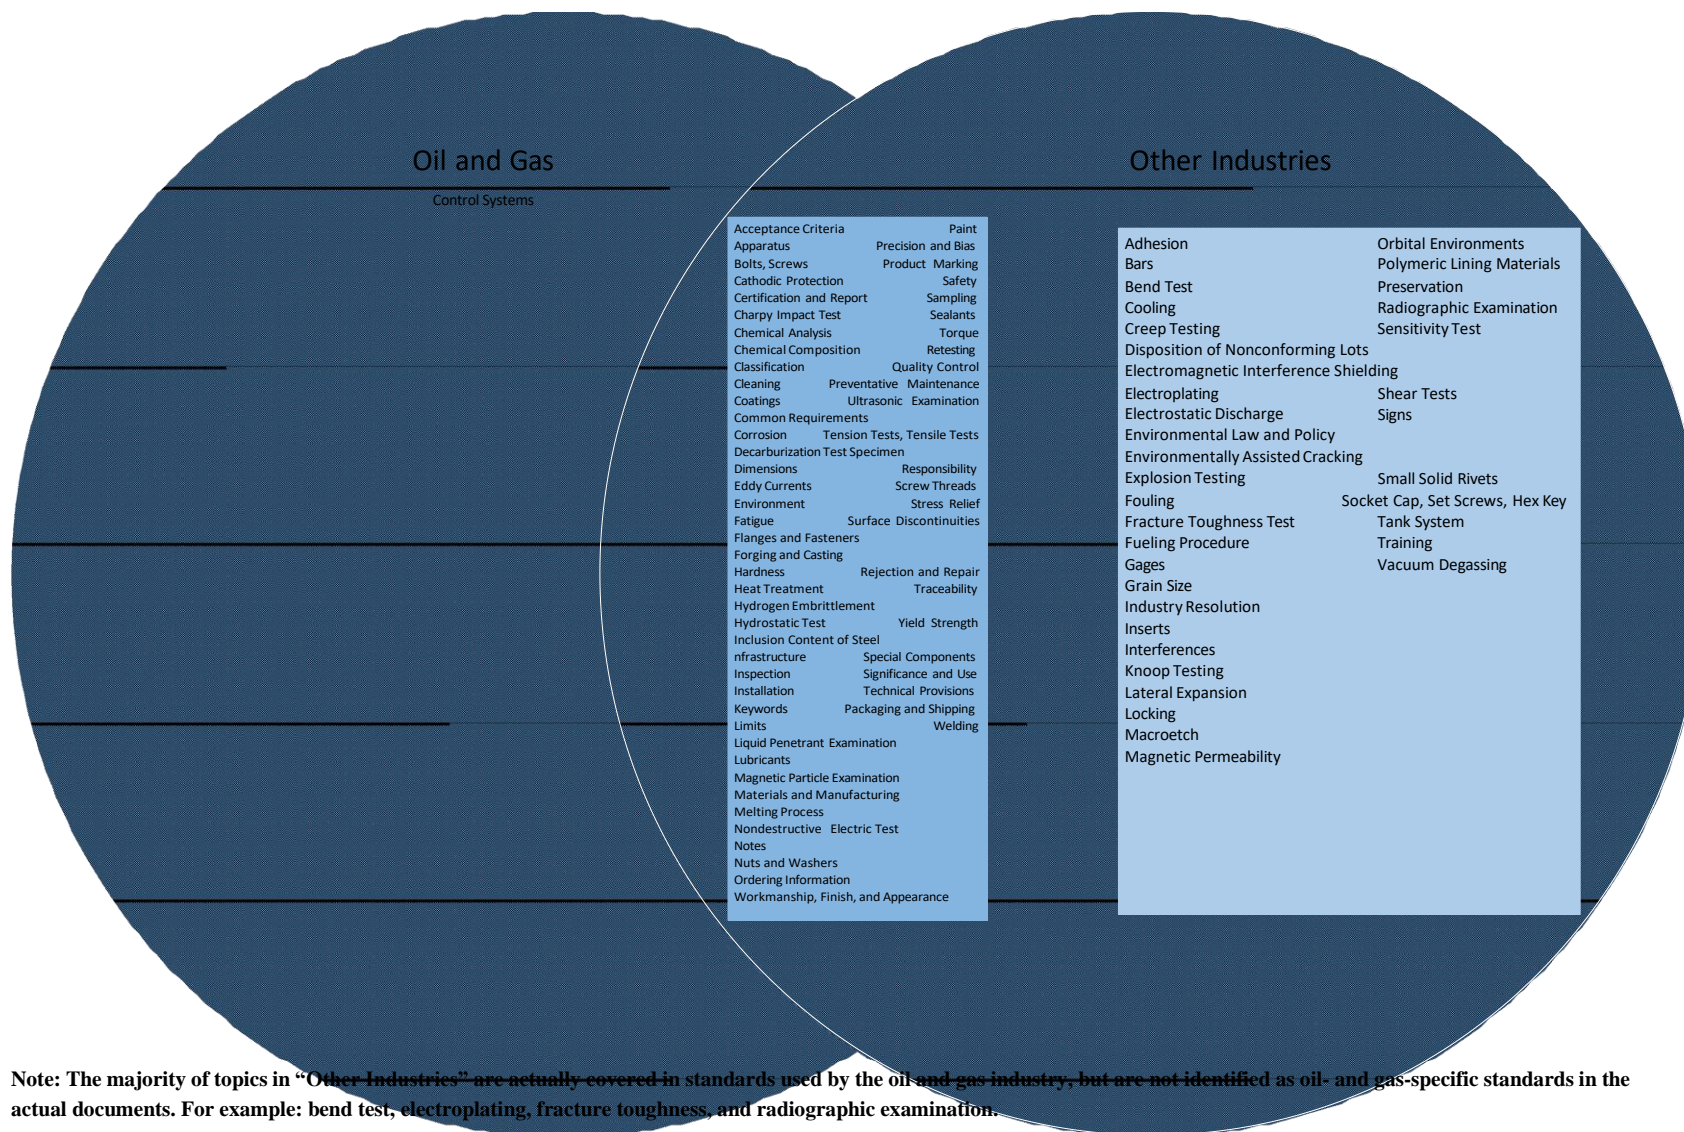 Oil and Gas
Control Systems
Other Industries
Acceptance Criteria Paint
Apparatus Precision and Bias
Bolts, Screws Product Marking
Cathodic Protection Safety
Certification and Report Sampling
Charpy Impact Test Sealants
Chemical Analysis Torque
Chemical Composition Retesting
Classification Quality Control
Cleaning Preventative Maintenance
Coatings Ultrasonic Examination
Common Requirements
Corrosion Tension Tests, Tensile Tests
Decarburization Test Specimen
Dimensions Responsibility
Eddy Currents Screw Threads
Environment Stress Relief
Fatigue Surface Discontinuities
Flanges and Fasteners
Forging and Casting
Hardness Rejection and Repair
Heat Treatment Traceability
Hydrogen Embrittlement
Hydrostatic Test Yield Strength
Inclusion Content of Steel
nfrastructure Special Components
Inspection Significance and Use
Installation Technical Provisions
Keywords Packaging and Shipping
Limits Welding
Liquid Penetrant Examination
Lubricants
Magnetic Particle Examination
Materials and Manufacturing
Melting Process
Nondestructive Electric Test
Notes
Nuts and Washers
Ordering Information
Workmanship, Finish, and Appearance
Adhesion Orbital Environments
Bars Polymeric Lining Materials
Bend Test Preservation
Cooling Radiographic Examination
Creep Testing Sensitivity Test
Disposition of Nonconforming Lots
Electromagnetic Interference Shielding
Electroplating Shear Tests
Electrostatic Discharge Signs
Environmental Law and Policy
Environmentally Assisted Cracking
Explosion Testing Small Solid Rivets
Fouling Socket Cap, Set Screws, Hex Key
Fracture Toughness Test Tank System
Fueling Procedure Training
Gages Vacuum Degassing
Grain Size
Industry Resolution
Inserts
Interferences
Knoop Testing
Lateral Expansion
Locking
Macroetch
Magnetic Permeability
Note: The majority of topics in “Other Industries” are actually covered in standards used by the oil and gas industry, but are not identified as oil- and gas-specific standards in the
actual documents. For example: bend test, electroplating, fracture toughness, and radiographic examination.